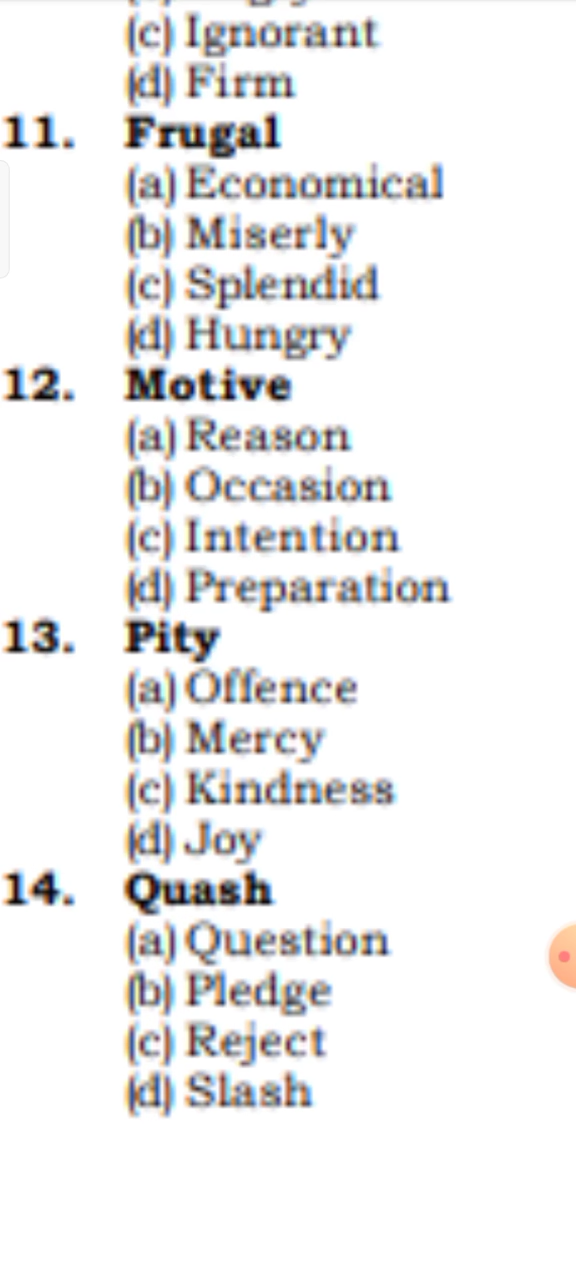 (c) Ignorant
(d) Firm
11. Frugal
(a) Economical
(b) Miserly
(c) Splendid
(d) Hungry
12. Motive
(a) Reason
(b) Occasion
(c) Intention
(d) Preparation
13. Pity
(a) Offence
(b) Mercy
(c) Kindness
(d) Joy
14. Quash
(a) Question
(b) Pledge
(c) Reject
(d) Slash